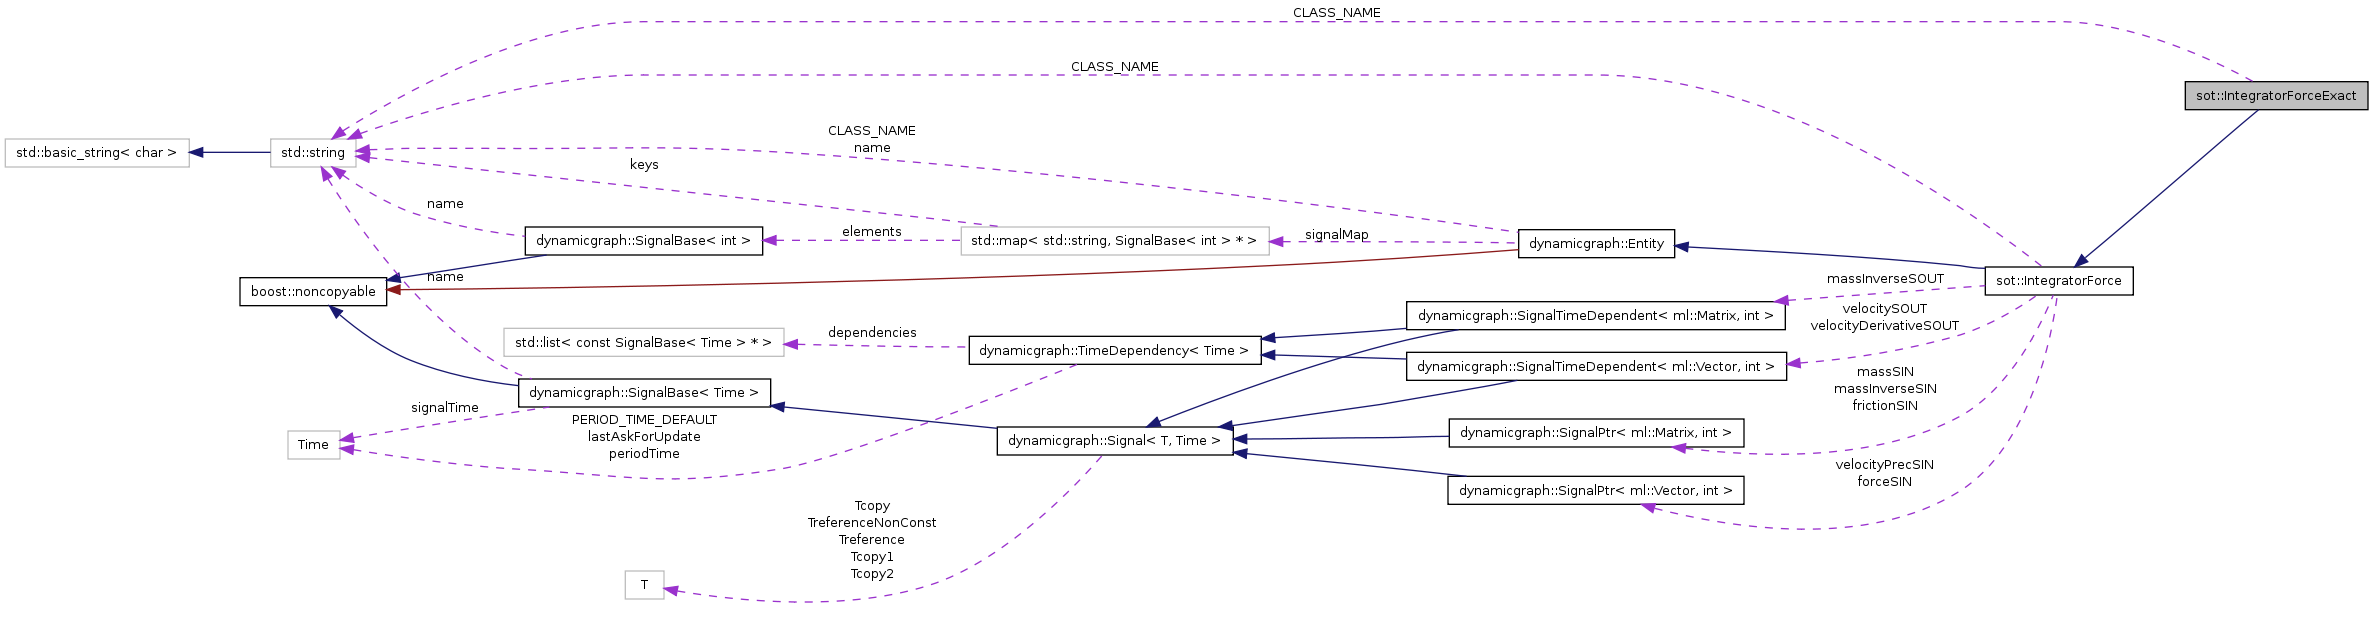 CLASS_NAME
CLASS_NAME
sot::IntegratorForceExact
CLASS_NAME
name
std::basic_string< char >
std::string
keys
name
elements
signalMap
dynamicgraph::SignalBase< int >
std::map< std::string, SignalBase< int > * >
dynamicgraph::Entity
name
boost::noncopyable
massInverseSOUT
sot::IntegratorForce
velocitySOUT
velocityDerivativeSOUT
dynamicgraph::SignalTimeDependent< ml::Matrix, int >
dependencies
std::list< const SignalBase< Time > * >
dynamicgraph::TimeDependency< Time >
dynamicgraph::SignalTimeDependent< ml::Vector, int >
massSIN
massInverseSIN
frictionSIN
dynamicgraph::SignalBase< Time >
signalTime
PERIOD_TIME_DEFAULT
lastAskForUpdate
periodTime
Time
dynamicgraph::Signal< T, Time >
dynamicgraph::SignalPtr< ml::Matrix, int >
velocityPrecSIN
forceSIN
dynamicgraph::SignalPtr< ml::Vector, int >
Tcopy
TreferenceNonConst
Treference
Tcopy1
Tcopy2
T